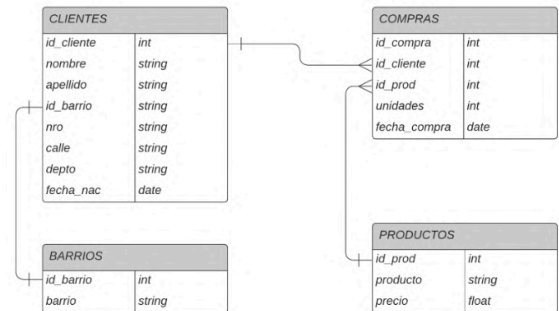 CLIENTES
id_cliente int
nombre string
apellido string
id_barrio string
nro string
calle string
depto string
fecha_nac date
COMPRAS
id_compra int
id_cliente int
id_prod int
unidades int
fecha_compra date
BARRIOS
id_barrio int
barrio string
PRODUCTOS
id_prod int
producto string
precio float